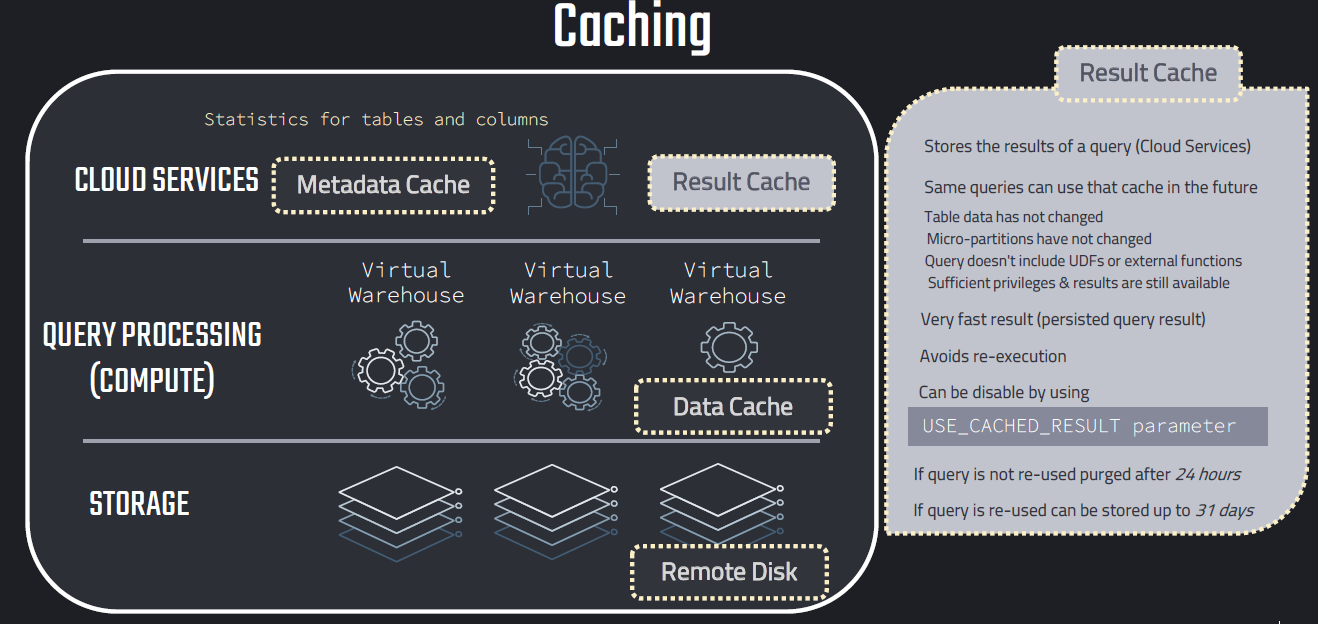 Caching
Statistics for tables and columns
CLOUD SERVICES
Metadata Cache
Result Cache
Virtual
Warehouse
Virtual
Warehouse
Virtual
Warehouse
QUERY PROCESSING
(COMPUTE)
Data Cache
STORAGE
Remote Disk
Result Cache
Stores the results of a query (Cloud Services)
Same queries can use that cache in the future
Table data has not changed
Micro-partitions have not changed
Query doesn't include UDFs or external functions
Sufficient privileges & results are still available
Very fast result (persisted query result)
Avoids re-execution
Can be disable by using
USE_CACHED_RESULT parameter
If query is not re-used purged after 24 hours
If query is re-used can be stored up to 31 days